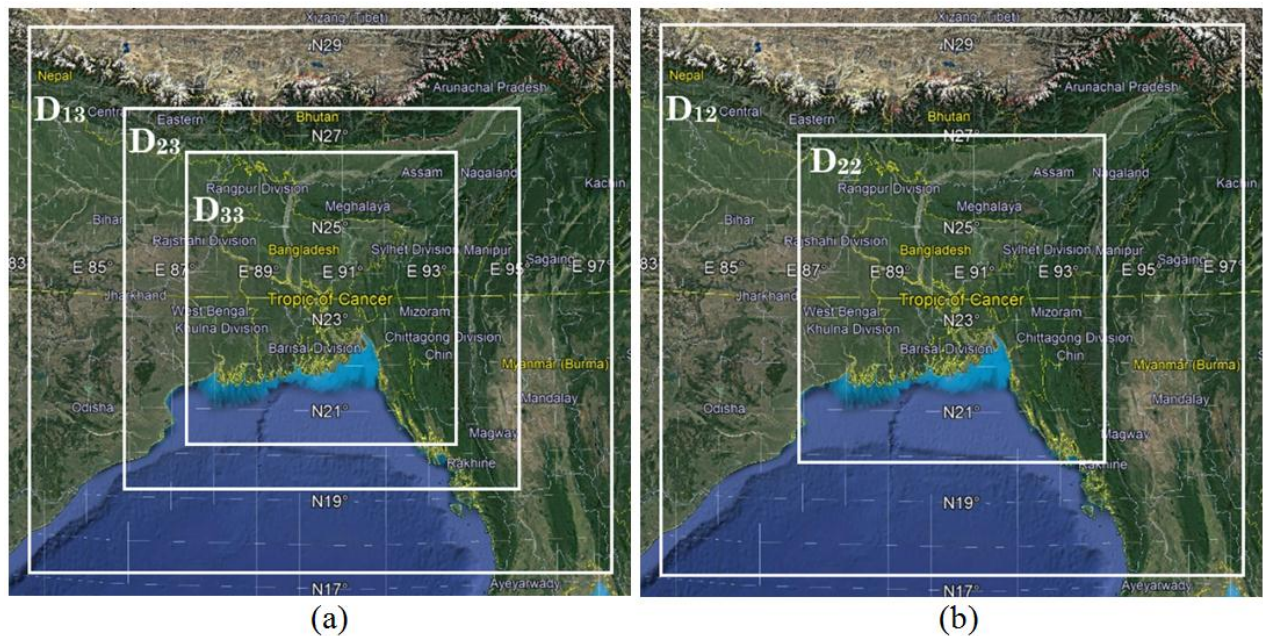 Xizang (Tibet)
N29
Nepal
Arunachal Pradesh
D13
Central
Eastern
Bhutan
N27°
D23
Assam
Nagaland
Rangpur Division
Kachin
D33
Meghalaya
Bihar
N25°
Rajshahi Division
Bangladesh
Sylhet Division
Manipur
Sagaing
83
E 85°
E 87°
E 89°
E 91°
E 93°
E 95°
E 97°
Jharkhand
Tropic of Cancer
West Bengal
Mizoram
Khulna Division
N23°
Chittagong Division
Barisal Division
Chin
Myanmar (Burma)
Odisha
N21°
Mandalay
Magway
Rakhine
N19°
N17°
Ayeyarwady
(a)
Xizang (Tibet)
N29
Nepal
Arunachal Pradesh
D12
Central
Eastern
Bhutan
N27°
D22
Assam
Nagaland
Rangpur Division
Kachin
Meghalaya
Bihar
N25°
Rajshahi Division
Bangladesh
Sylhet Division
Manipur
Sagaing
83
E 85°
E 87°
E 89°
E 91°
E 93°
E 95°
E 97°
Jharkhand
Tropic of Cancer
West Bengal
Mizoram
Khulna Division
N23°
Chittagong Division
Barisal Division
Chin
Myanmar (Burma)
Odisha
N21°
Mandalay
Magway
Rakhine
N19°
N17°
Ayeyarwady
(b)